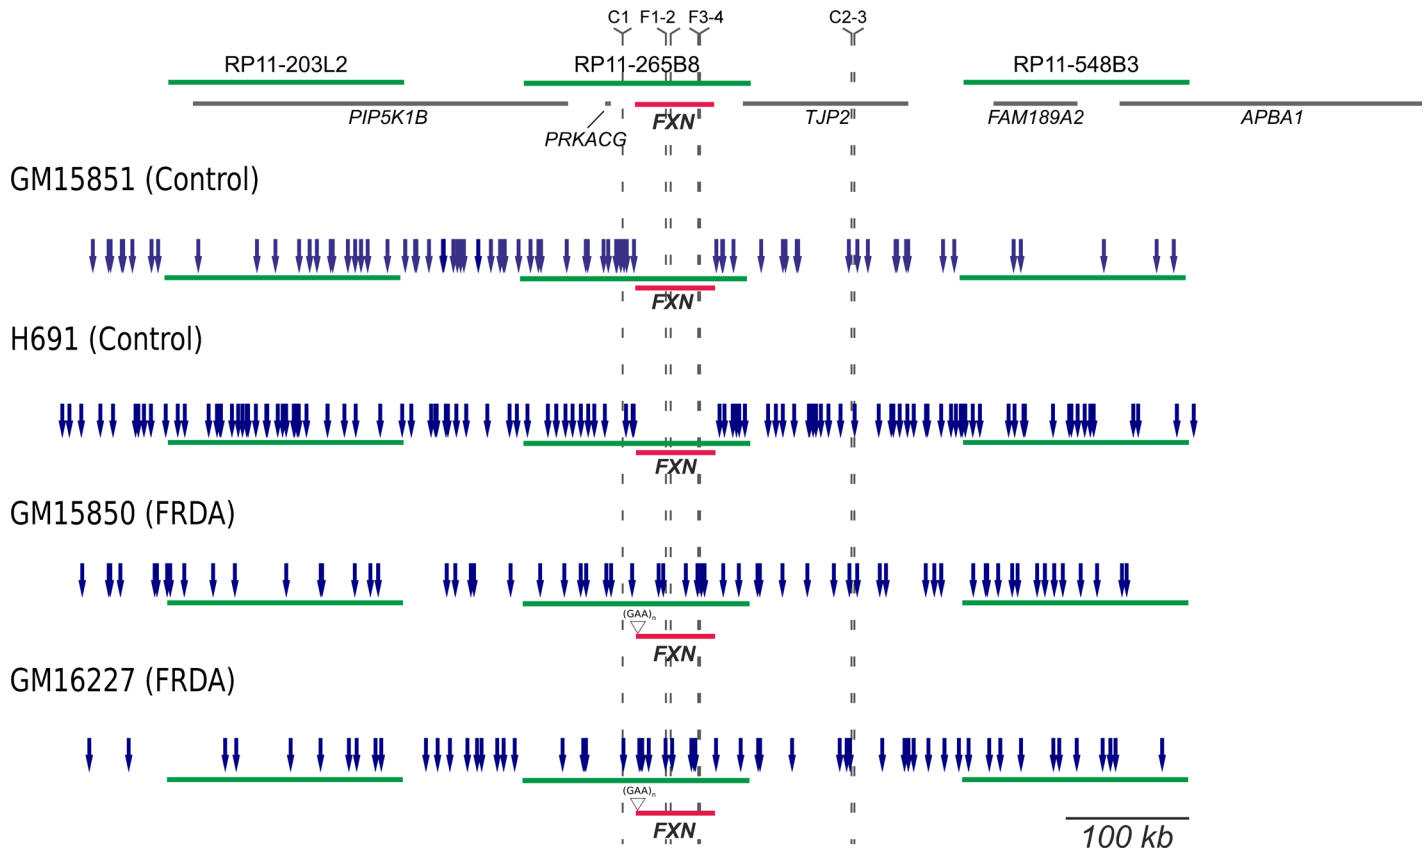 C1 F1-2 F3-4 C2-3
RP11-203L2 RP11-265B8 RP11-548B3
PIP5K1B PRKACG FXN TJP2 FAM189A2 APBA1
GM15851 (Control)
FXN
H691 (Control)
FXN
GM15850 (FRDA)
(GAA)n
FXN
GM16227 (FRDA)
(GAA)n
FXN
100 kb